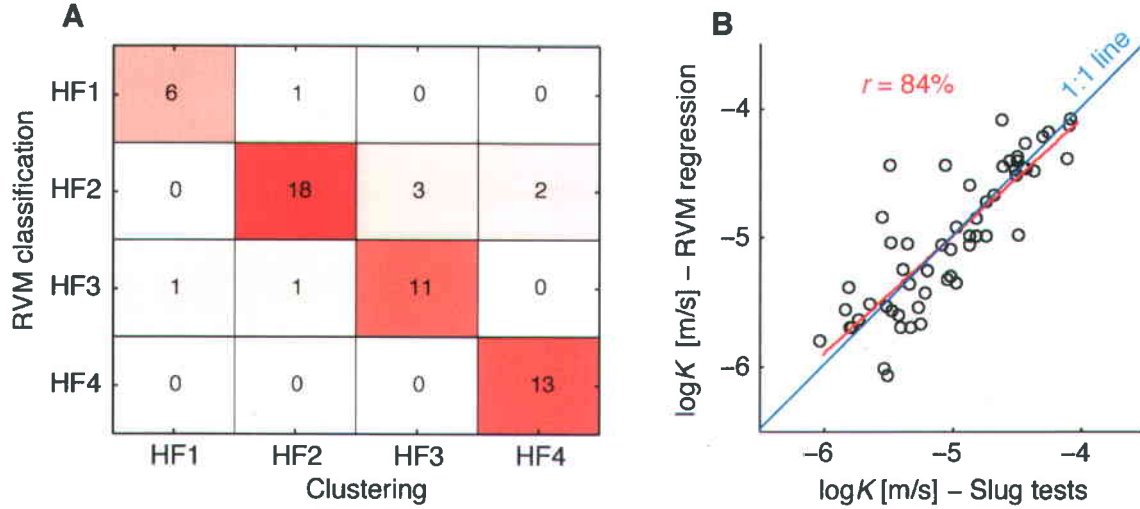 A
RVM classification
HF1
6 1 0 0
HF2
0 18 3 2
HF3
1 1 11 0
HF4
0 0 0 13
HF1 HF2 HF3 HF4
Clustering
B
logK [m/s] – RVM regression
r = 84%
1:1 line
–4
–5
–6
–6 –5 –4
logK [m/s] – Slug tests